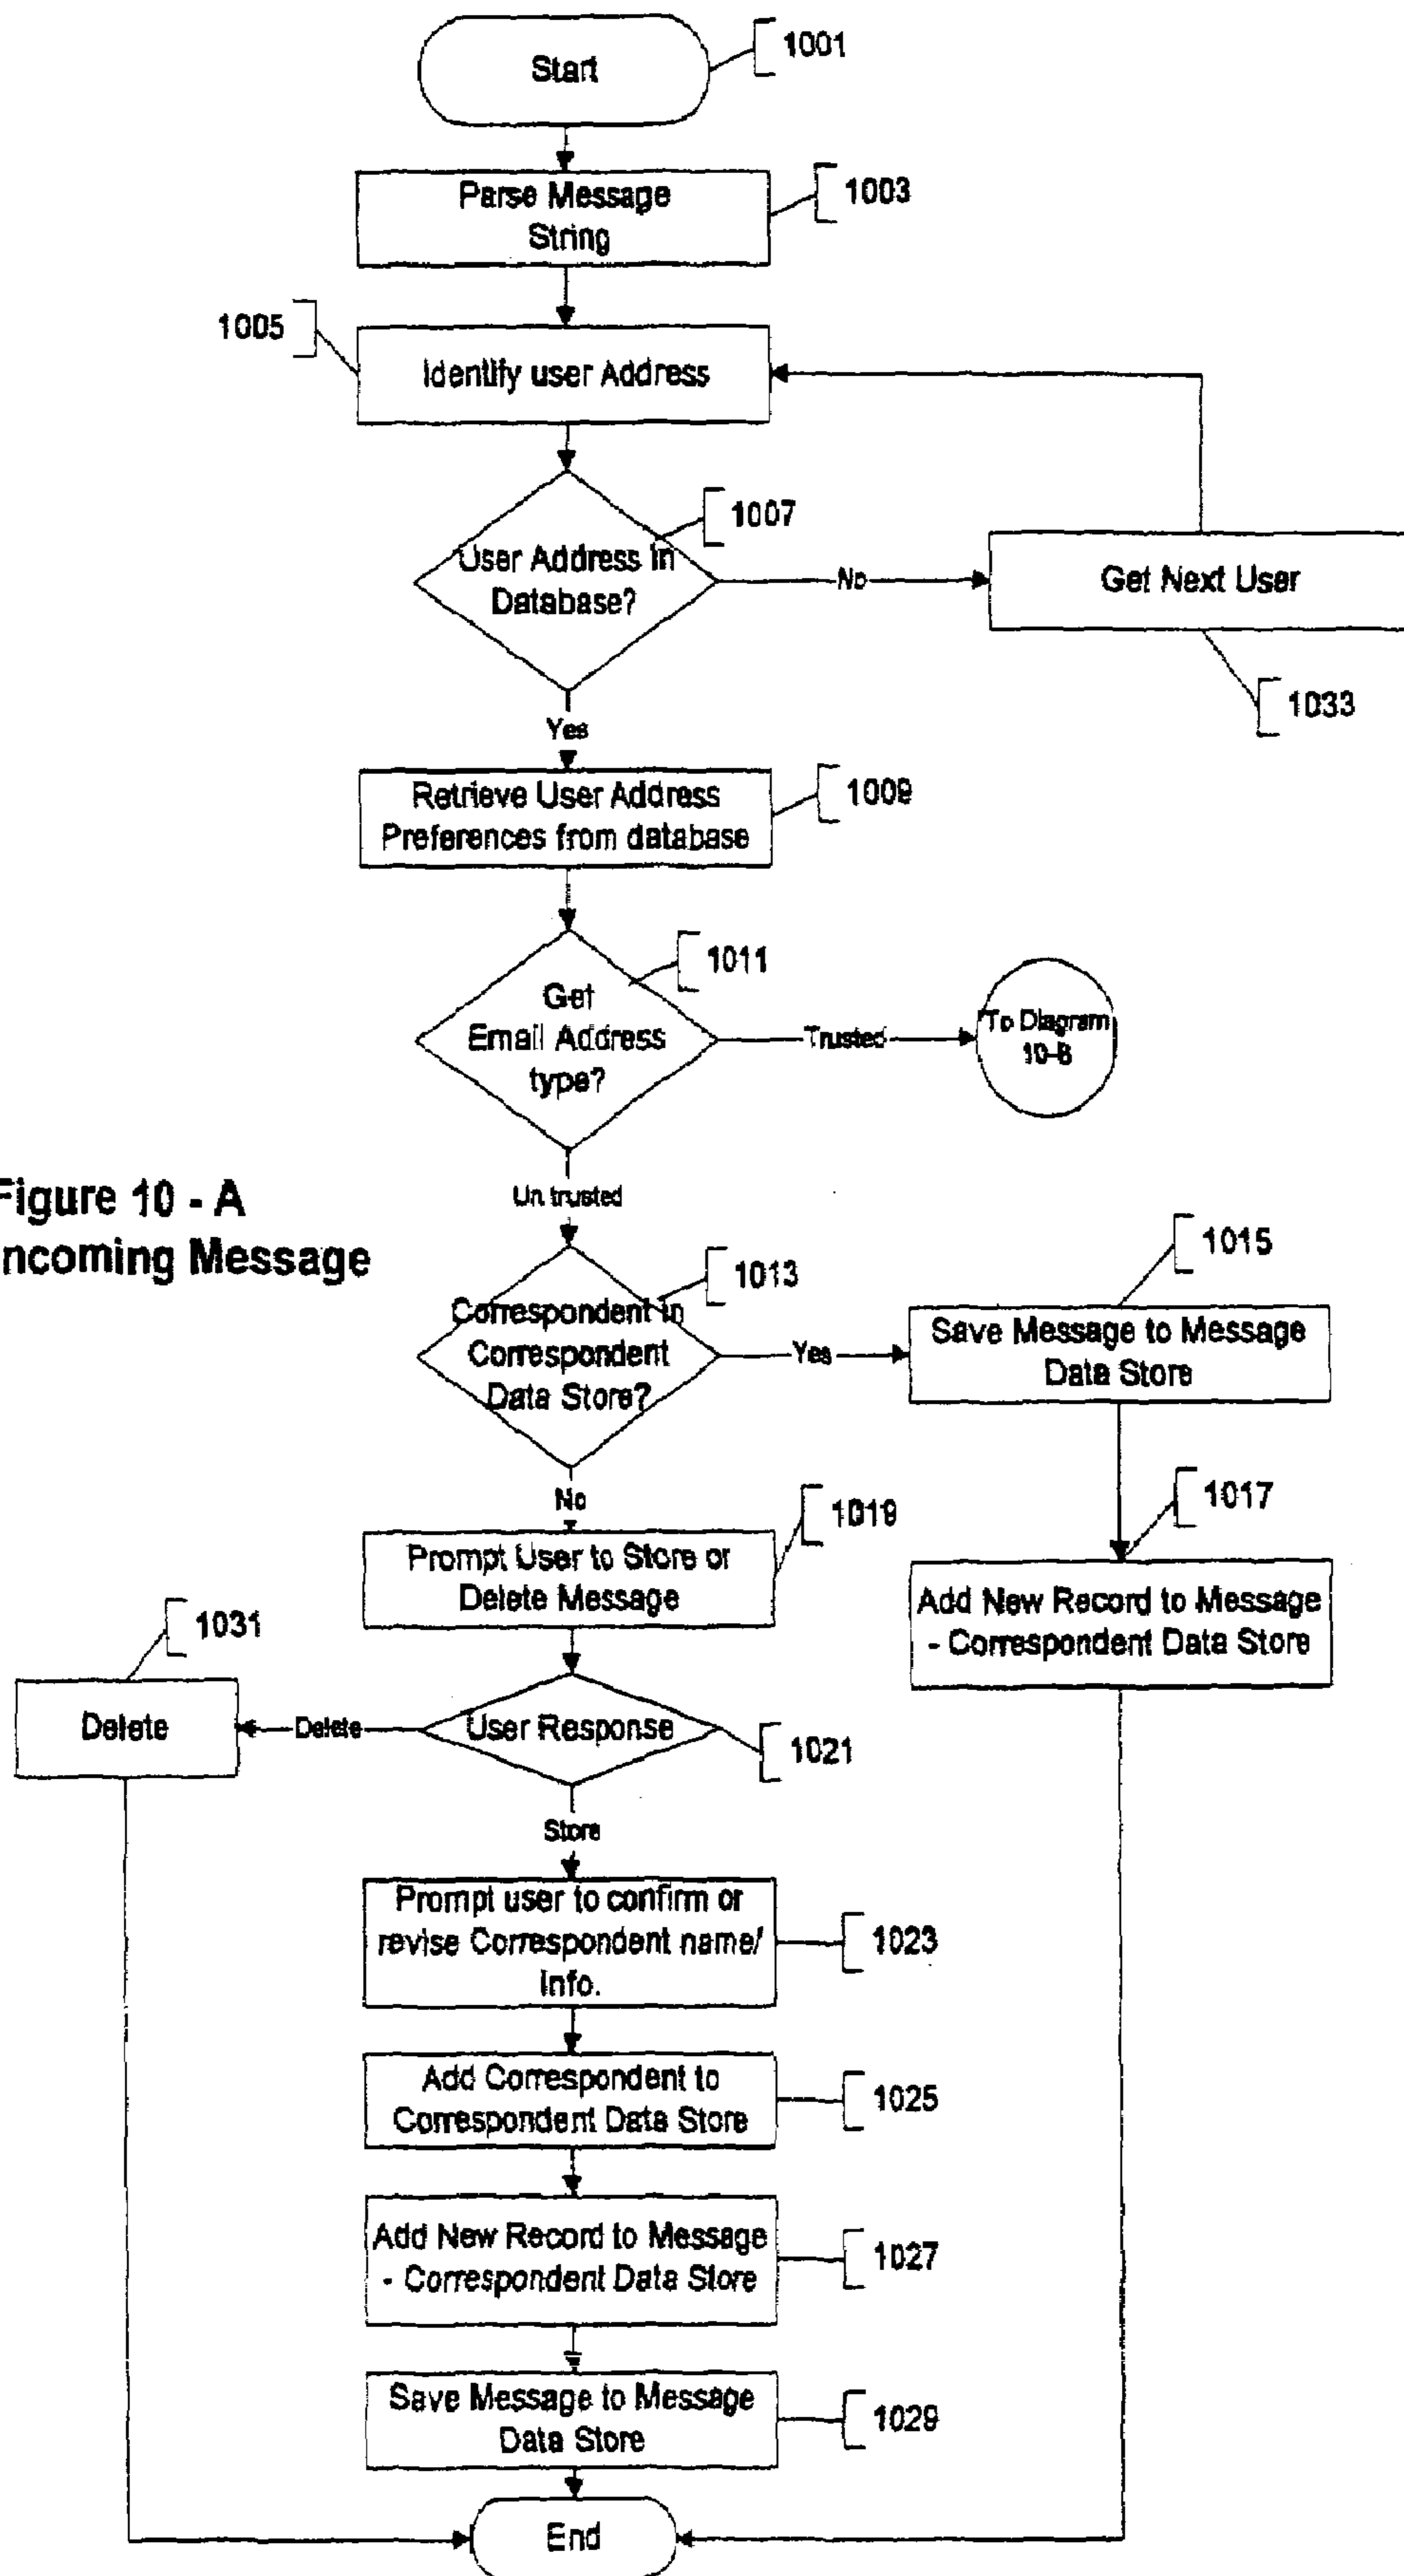 Start
1001
Parse Message
String
1003
1005
Identify user Address
1007
User Address in
Database?
No
Get Next User
1033
Yes
Retrieve User Address
Preferences from database
1009
1011
Get
Email Address
type?
Trusted
To Diagram
10-B
Un trusted
Figure 10 - A
Incoming Message
1013
Correspondent in
Correspondent
Data Store?
Yes
1015
Save Message to Message
Data Store
No
1019
Prompt User to Store or
Delete Message
1017
Add New Record to Message
- Correspondent Data Store
1031
Delete
Delete
User Response
1021
Store
Prompt user to confirm or
revise Correspondent name/
info.
1023
Add Correspondent to
Correspondent Data Store
1025
Add New Record to Message
- Correspondent Data Store
1027
Save Message to Message
Data Store
1029
End